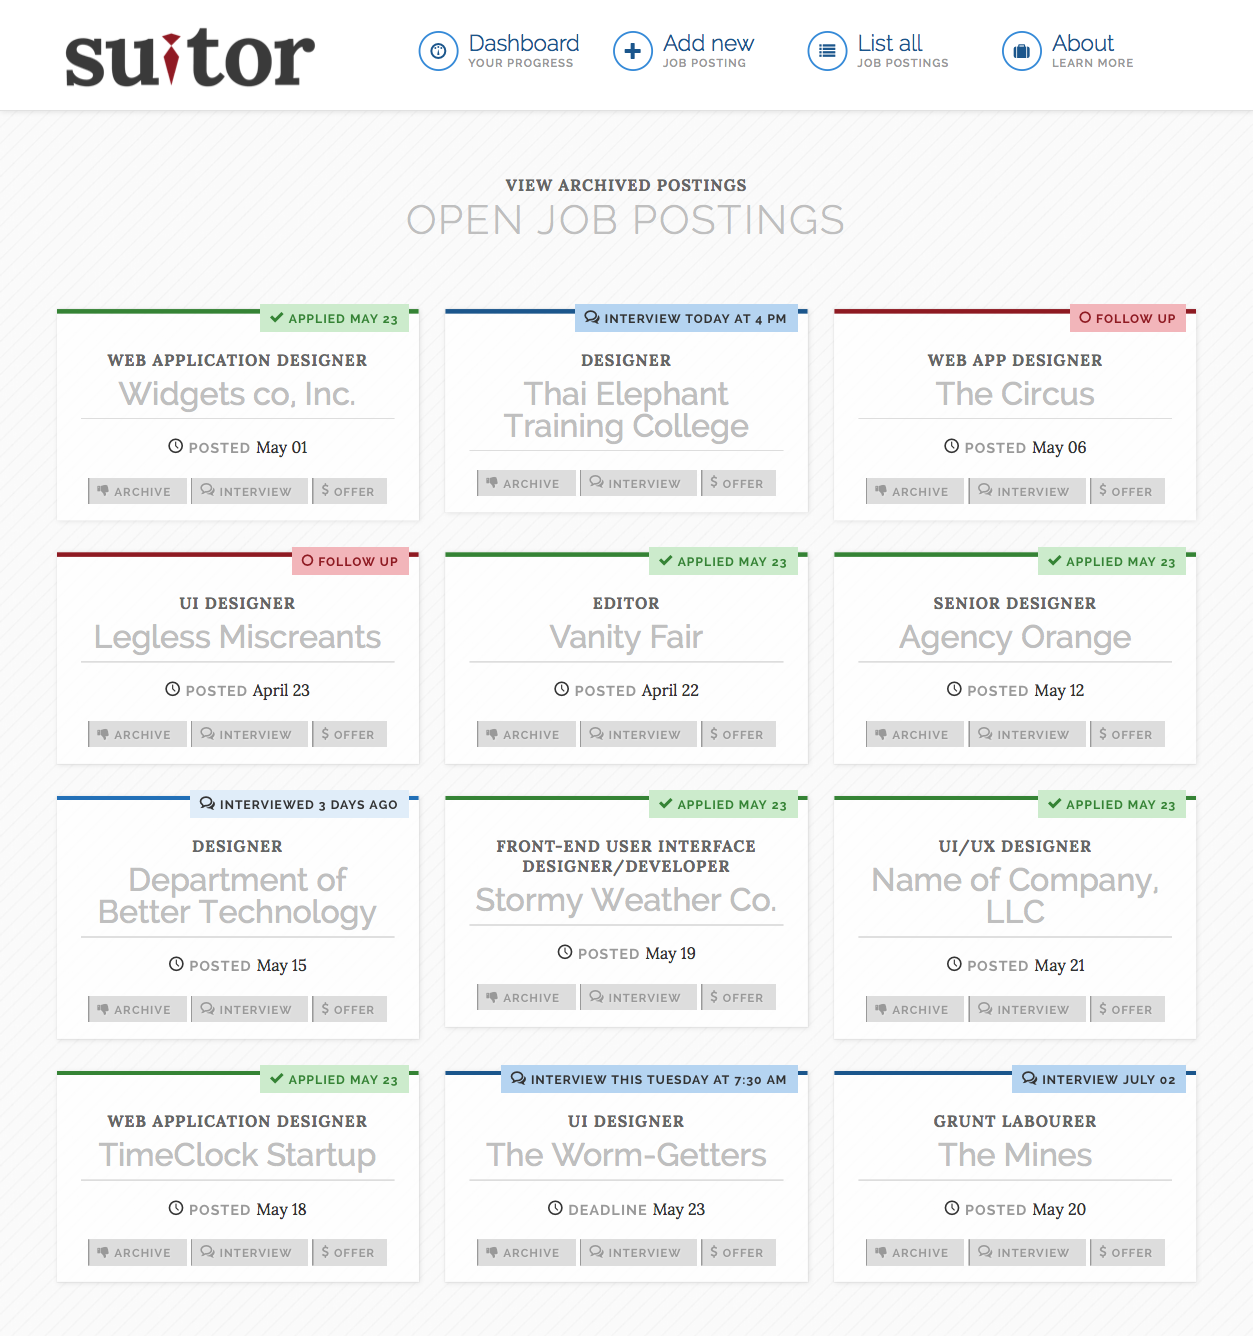 suitor
Dashboard
YOUR PROGRESS
Add new
JOB POSTING
List all
JOB POSTINGS
About
LEARN MORE
VIEW ARCHIVED POSTINGS
OPEN JOB POSTINGS
APPLIED MAY 23
WEB APPLICATION DESIGNER
Widgets co, Inc.
POSTED May 01
ARCHIVE INTERVIEW $ OFFER
INTERVIEW TODAY AT 4 PM
DESIGNER
Thai Elephant
Training College
ARCHIVE INTERVIEW $ OFFER
FOLLOW UP
WEB APP DESIGNER
The Circus
POSTED May 06
ARCHIVE INTERVIEW $ OFFER
FOLLOW UP
UI DESIGNER
Legless Miscreants
POSTED April 23
ARCHIVE INTERVIEW $ OFFER
APPLIED MAY 23
EDITOR
Vanity Fair
POSTED April 22
ARCHIVE INTERVIEW $ OFFER
APPLIED MAY 23
SENIOR DESIGNER
Agency Orange
POSTED May 12
ARCHIVE INTERVIEW $ OFFER
INTERVIEWED 3 DAYS AGO
DESIGNER
Department of
Better Technology
POSTED May 15
ARCHIVE INTERVIEW $ OFFER
APPLIED MAY 23
FRONT-END USER INTERFACE
DESIGNER/DEVELOPER
Stormy Weather Co.
POSTED May 19
ARCHIVE INTERVIEW $ OFFER
APPLIED MAY 23
UI/UX DESIGNER
Name of Company,
LLC
POSTED May 21
ARCHIVE INTERVIEW $ OFFER
APPLIED MAY 23
WEB APPLICATION DESIGNER
TimeClock Startup
POSTED May 18
ARCHIVE INTERVIEW $ OFFER
INTERVIEW THIS TUESDAY AT 7:30 AM
UI DESIGNER
The Worm-Getters
DEADLINE May 23
ARCHIVE INTERVIEW $ OFFER
INTERVIEW JULY 02
GRUNT LABOURER
The Mines
POSTED May 20
ARCHIVE INTERVIEW $ OFFER